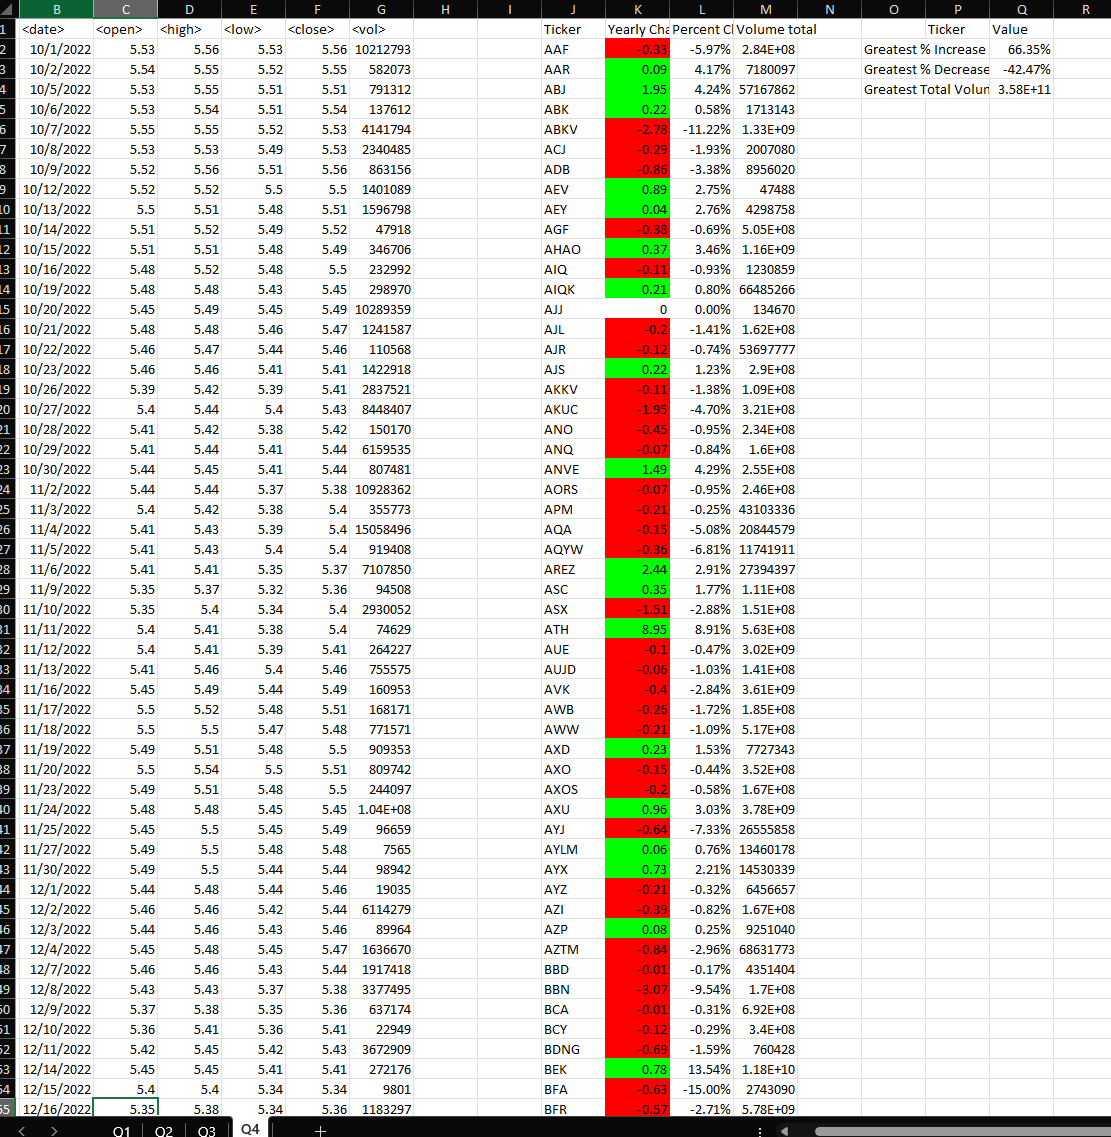 B C D E F G H I J K L M N O P Q R
1 <date> <open> <high> <low> <close> <vol> Ticker Yearly Cha Percent Cl Volume total Ticker Value
2 10/1/2022 5.53 5.56 5.53 5.56 10212793 AAF -0.33 -5.97% 2.84E+08 Greatest % Increase 66.35%
3 10/2/2022 5.54 5.55 5.52 5.55 582073 AAR 0.09 4.17% 7180097 Greatest % Decrease -42.47%
4 10/5/2022 5.53 5.55 5.51 5.51 791312 ABJ 1.95 4.24% 57167862 Greatest Total Volun 3.58E+11
5 10/6/2022 5.53 5.54 5.51 5.54 137612 ABK 0.22 0.58% 1713143
6 10/7/2022 5.55 5.55 5.52 5.53 4141794 ABKV -2.78 -11.22% 1.33E+09
7 10/8/2022 5.53 5.53 5.49 5.53 2340485 ACJ -0.29 -1.93% 2007080
8 10/9/2022 5.52 5.56 5.51 5.56 863156 ADB -0.86 -3.38% 8956020
9 10/12/2022 5.52 5.52 5.5 5.5 1401089 AEV 0.89 2.75% 47488
10 10/13/2022 5.5 5.51 5.48 5.51 1596798 AEY 0.04 2.76% 4298758
11 10/14/2022 5.51 5.52 5.49 5.52 47918 AGF -0.38 -0.69% 5.05E+08
12 10/15/2022 5.51 5.51 5.48 5.49 346706 AHAO 0.37 3.46% 1.16E+09
13 10/16/2022 5.48 5.52 5.48 5.5 232992 AIQ -0.11 -0.93% 1230859
14 10/19/2022 5.48 5.48 5.43 5.45 298970 AIQK 0.21 0.80% 66485266
15 10/20/2022 5.45 5.49 5.45 5.49 10289359 AJJ 0 0.00% 134670
16 10/21/2022 5.48 5.48 5.46 5.47 1241587 AJL -0.2 -1.41% 1.62E+08
17 10/22/2022 5.46 5.47 5.44 5.46 110568 AJR -0.12 -0.74% 53697777
18 10/23/2022 5.46 5.46 5.41 5.41 1422918 AJS 0.22 1.23% 2.9E+08
19 10/26/2022 5.39 5.42 5.39 5.41 2837521 AKKV -0.11 -1.38% 1.09E+08
20 10/27/2022 5.4 5.44 5.4 5.43 8448407 AKUC -1.95 -4.70% 3.21E+08
21 10/28/2022 5.41 5.42 5.38 5.42 150170 ANO -0.45 -0.95% 2.34E+08
22 10/29/2022 5.41 5.44 5.41 5.44 6159535 ANQ -0.07 -0.84% 1.6E+08
23 10/30/2022 5.44 5.45 5.41 5.44 807481 ANVE 1.49 4.29% 2.55E+08
24 11/2/2022 5.44 5.44 5.37 5.38 10928362 AORS -0.07 -0.95% 2.46E+08
25 11/3/2022 5.4 5.42 5.38 5.4 355773 APM -0.21 -0.25% 43103336
26 11/4/2022 5.41 5.43 5.39 5.4 15058496 AQA -0.15 -5.08% 20844579
27 11/5/2022 5.41 5.43 5.4 5.4 919408 AQYW -0.36 -6.81% 11741911
28 11/6/2022 5.41 5.41 5.35 5.37 7107850 AREZ 2.44 2.91% 27394397
29 11/9/2022 5.35 5.37 5.32 5.36 94508 ASC 0.35 1.77% 1.11E+08
30 11/10/2022 5.35 5.4 5.34 5.4 2930052 ASX -1.51 -2.88% 1.51E+08
31 11/11/2022 5.4 5.41 5.38 5.4 74629 ATH 8.95 8.91% 5.63E+08
32 11/12/2022 5.4 5.41 5.39 5.41 264227 AUE -0.1 -0.47% 3.02E+09
33 11/13/2022 5.41 5.46 5.4 5.46 755575 AUJD -0.06 -1.03% 1.41E+08
34 11/16/2022 5.45 5.49 5.44 5.49 160953 AVK -0.4 -2.84% 3.61E+09
35 11/17/2022 5.5 5.52 5.48 5.51 168171 AWB -0.26 -1.72% 1.85E+08
36 11/18/2022 5.5 5.5 5.47 5.48 771571 AWW -0.21 -1.09% 5.17E+08
37 11/19/2022 5.49 5.51 5.48 5.5 909353 AXD 0.23 1.53% 7727343
38 11/20/2022 5.5 5.54 5.5 5.51 809742 AXO -0.15 -0.44% 3.52E+08
39 11/23/2022 5.49 5.51 5.48 5.5 244097 AXOS -0.2 -0.58% 1.67E+08
40 11/24/2022 5.48 5.48 5.45 5.45 1.04E+08 AXU 0.96 3.03% 3.78E+09
41 11/25/2022 5.45 5.5 5.45 5.49 96659 AYJ -0.64 -7.33% 26555858
42 11/27/2022 5.49 5.5 5.48 5.48 7565 AYLM 0.06 0.76% 13460178
43 11/30/2022 5.49 5.5 5.44 5.44 98942 AYX 0.73 2.21% 14530339
44 12/1/2022 5.44 5.48 5.44 5.46 19035 AYZ -0.21 -0.32% 6456657
45 12/2/2022 5.46 5.46 5.42 5.44 6114279 AZI -0.39 -0.82% 1.67E+08
46 12/3/2022 5.44 5.46 5.43 5.46 89964 AZP 0.08 0.25% 9251040
47 12/4/2022 5.45 5.48 5.45 5.47 1636670 AZTM -0.84 -2.96% 68631773
48 12/7/2022 5.46 5.46 5.43 5.44 1917418 BBD -0.01 -0.17% 4351404
49 12/8/2022 5.43 5.43 5.37 5.38 3377495 BBN -3.07 -9.54% 1.7E+08
50 12/9/2022 5.37 5.38 5.35 5.36 637174 BCA -0.01 -0.31% 6.92E+08
51 12/10/2022 5.36 5.41 5.36 5.41 22949 BCY -0.12 -0.29% 3.4E+08
52 12/11/2022 5.42 5.45 5.42 5.43 3672909 BDNG -0.69 -1.59% 760428
53 12/14/2022 5.45 5.45 5.41 5.41 272176 BEK 0.78 13.54% 1.18E+10
54 12/15/2022 5.4 5.4 5.34 5.34 9801 BFA -0.63 -15.00% 2743090
55 12/16/2022 5.35 5.38 5.34 5.36 1183297 BFR -0.57 -2.71% 5.78E+09
Q1 Q2 Q3 Q4 +